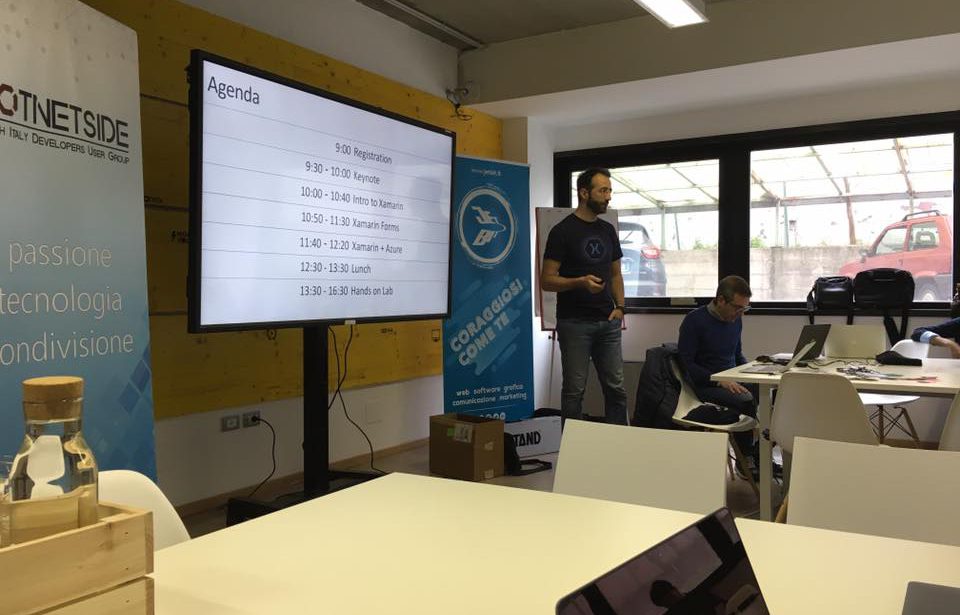 OTNETSIDE
H ITALY DEVELOPERS USER GROUP
passione
tecnologia
ondivisione
Agenda
9:00 Registration
9:30 - 10:00 Keynote
10:00 - 10:40 Intro to Xamarin
10:50 - 11:30 Xamarin Forms
11:40 - 12:20 Xamarin + Azure
12:30 - 13:30 Lunch
13:30 - 16:30 Hands on Lab
CORAGGIOSI
COME TE
web software grafica
comunicazione marketing
STAND